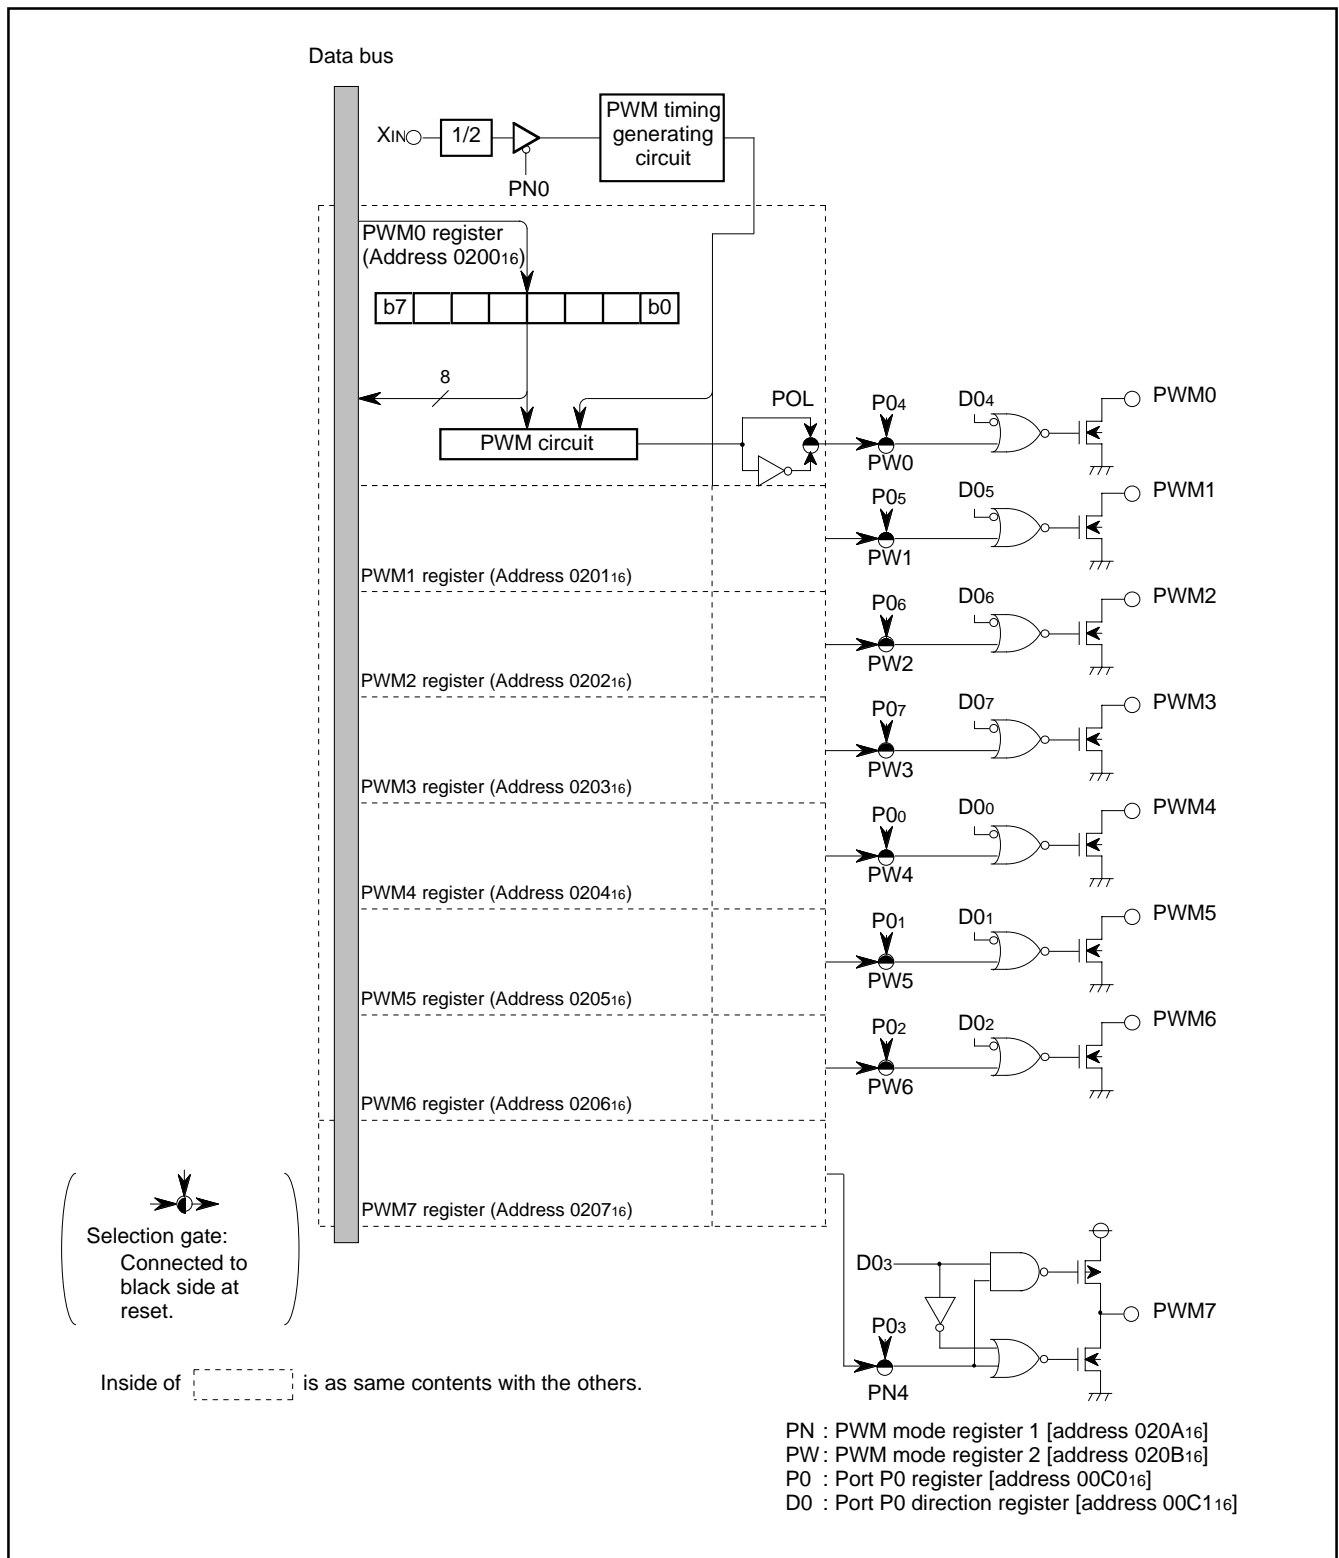 Data bus
XIN
1/2
PN0
PWM timing
generating
circuit
PWM0 register
(Address 020016)
b7
b0
8
PWM circuit
POL
P04
PW0
D04
PWM0
P05
PW1
D05
PWM1
PWM1 register (Address 020116)
P06
PW2
D06
PWM2
PWM2 register (Address 020216)
P07
PW3
D07
PWM3
PWM3 register (Address 020316)
P00
PW4
D00
PWM4
PWM4 register (Address 020416)
P01
PW5
D01
PWM5
PWM5 register (Address 020516)
P02
PW6
D02
PWM6
PWM6 register (Address 020616)
PWM7 register (Address 020716)
Selection gate:
Connected to
black side at
reset.
D03
P03
PN4
PWM7
Inside of is as same contents with the others.
PN : PWM mode register 1 [address 020A16]
PW : PWM mode register 2 [address 020B16]
P0 : Port P0 register [address 00C016]
D0 : Port P0 direction register [address 00C116]